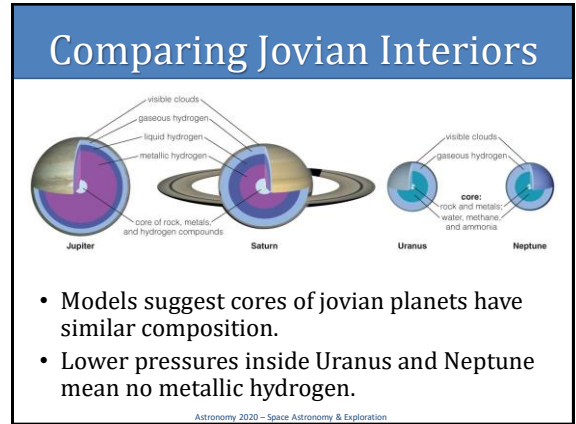 Comparing Jovian Interiors
visible clouds
gaseous hydrogen
liquid hydrogen
metallic hydrogen
core of rock, metals,
and hydrogen compounds
Jupiter
Saturn
visible clouds
gaseous hydrogen
core:
rock and metals;
water, methane,
and ammonia
Uranus
Neptune
• Models suggest cores of jovian planets have
similar composition.
• Lower pressures inside Uranus and Neptune
mean no metallic hydrogen.
Astronomy 2020 – Space Astronomy & Exploration